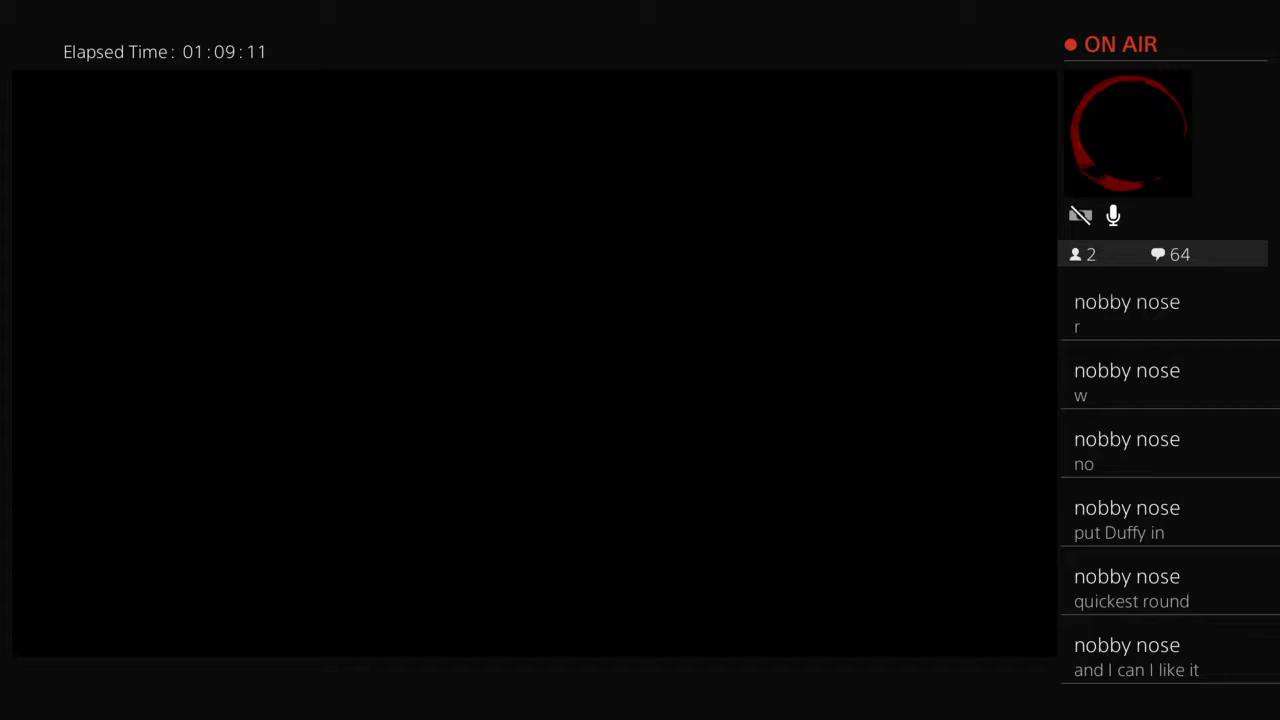 Elapsed Time: 01:09:11
ON AIR
2 64
nobby nose
r
nobby nose
w
nobby nose
no
nobby nose
put Duffy in
nobby nose
quickest round
nobby nose
and I can I like it